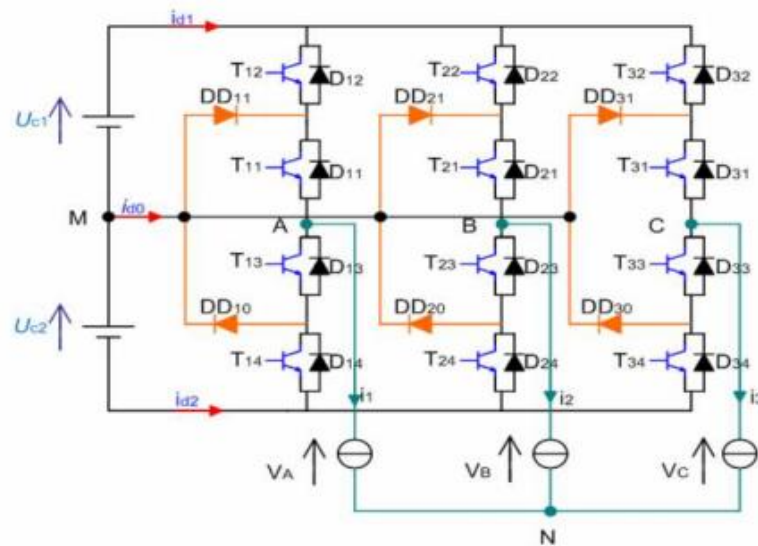 id1
T12 D12 T22 D22 T32 D32
DD11 DD21 DD31
Uc1
T11 D11 T21 D21 T31 D31
M id0 A B C
T13 D13 T23 D23 T33 D33
DD10 DD20 DD30
Uc2
T14 D14 T24 D24 T34 D34
id2 i1 i2 i3
VA VB VC
N